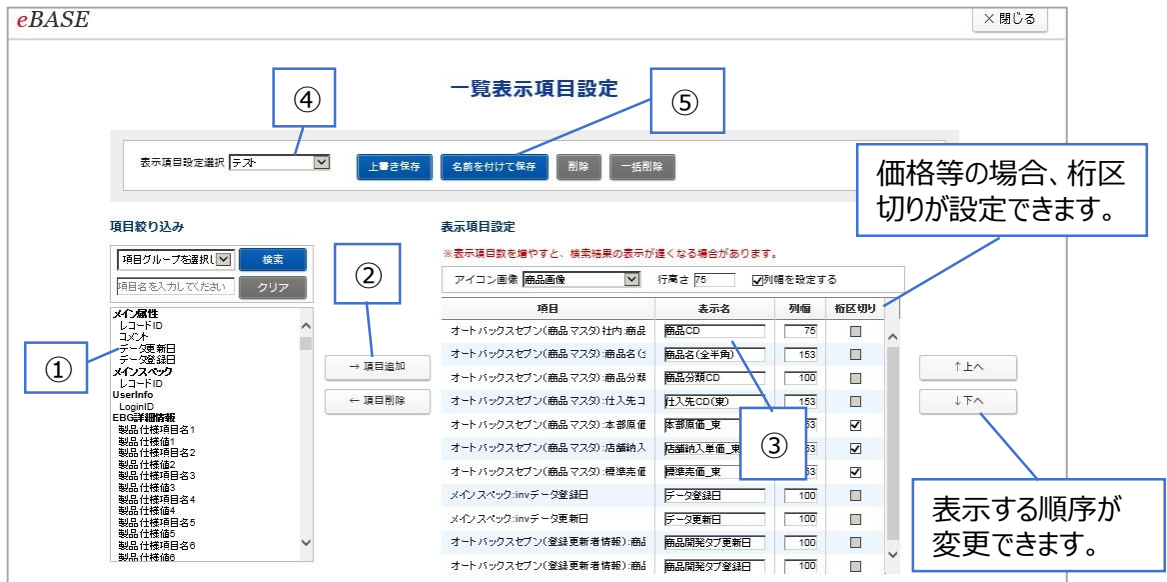 eBASE
×閉じる
一覧表示項目設定
④
⑤
表示項目設定選択 テスト 上書き保存 名前を付けて保存 削除 一括削除
価格等の場合、桁区
切りが設定できます。
項目絞り込み
項目グループを選択し 検索
項目名を入力してください クリア
メイン属性
レコードID
コメント
データ更新日
データ登録日
メインスペック
レコードID
UserInfo
LoginID
EBG詳細情報
製品仕様項目名1
製品仕様値1
製品仕様項目名2
製品仕様値2
製品仕様項目名3
製品仕様値3
製品仕様項目名4
製品仕様値4
製品仕様項目名5
製品仕様値5
製品仕様項目名6
製品仕様値6
①
②
→ 項目追加
← 項目削除
表示項目設定
※表示項目数を増やすと、検索結果の表示が遅くなる場合があります。
アイコン画像 商品画像 行高さ 75 列幅を設定する
項目 表示名 列幅 桁区切り
オートバックスセブン(商品マスタ)社内:商品 商品CD 75
オートバックスセブン(商品マスタ):商品名(全 商品名(全半角) 153
オートバックスセブン(商品マスタ):商品分類 商品分類CD 100
オートバックスセブン(商品マスタ):仕入先コ 仕入先CD(東) 153
オートバックスセブン(商品マスタ):本部原価 本部原価_東 53
オートバックスセブン(商品マスタ):店舗納入 店舗納入単価_東 53
オートバックスセブン(商品マスタ):標準売価 標準売価_東 53
メインスペック:invデータ登録日 データ登録日 100
メインスペック:invデータ更新日 データ更新日 100
オートバックスセブン(登録更新者情報):商品 商品開発タブ更新日 100
オートバックスセブン(登録更新者情報):商品 商品開発タブ登録日 100
③
↑上へ
↓下へ
表示する順序が
変更できます。